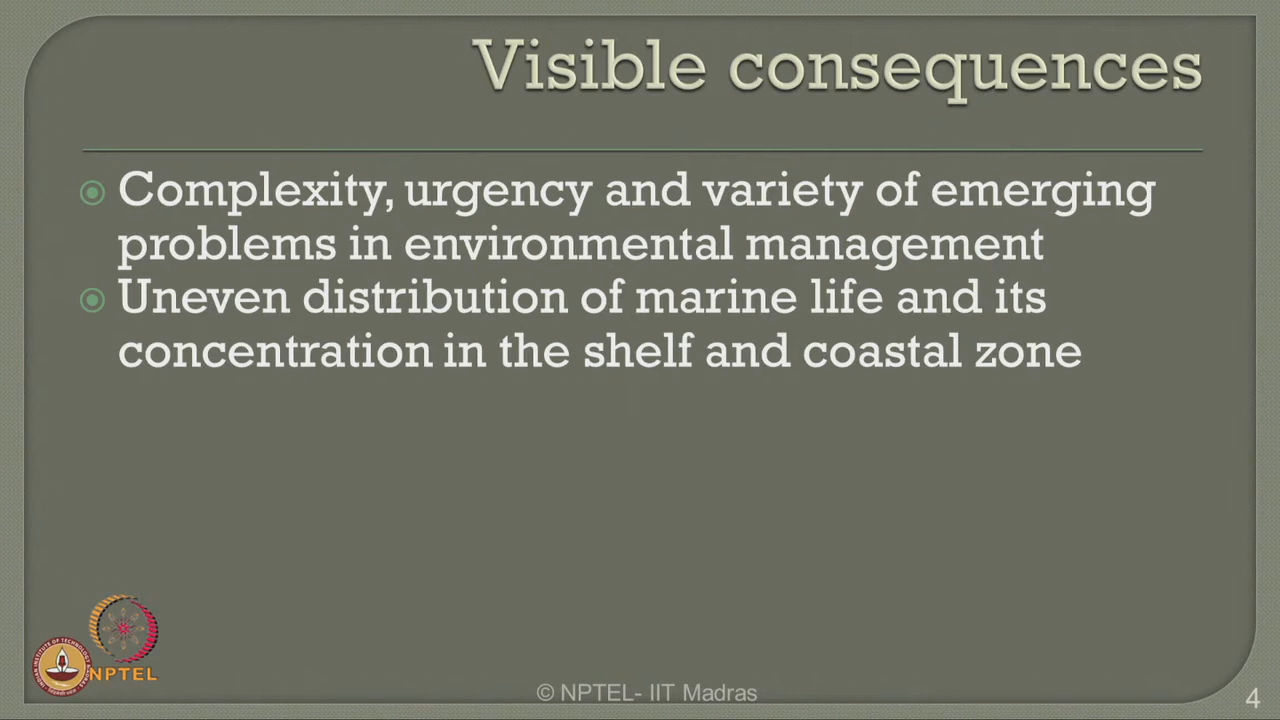 Visible consequences
Complexity, urgency and variety of emerging
problems in environmental management
Uneven distribution of marine life and its
concentration in the shelf and coastal zone
NPTEL
© NPTEL- IIT Madras
4